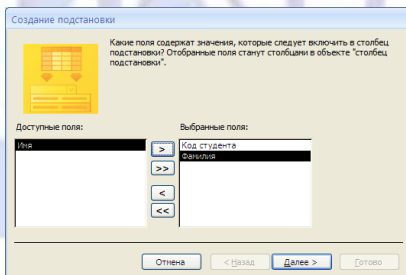 Создание подстановки
Какие поля содержат значения, которые следует включить в столбец
подстановки? Отобранные поля станут столбцами в объекте "столбец
подстановки".
Доступные поля:
Выбранные поля:
Имя
Код студента
Фамилия
>
>>
<
<<
Отмена
< Назад
Далее >
Готово